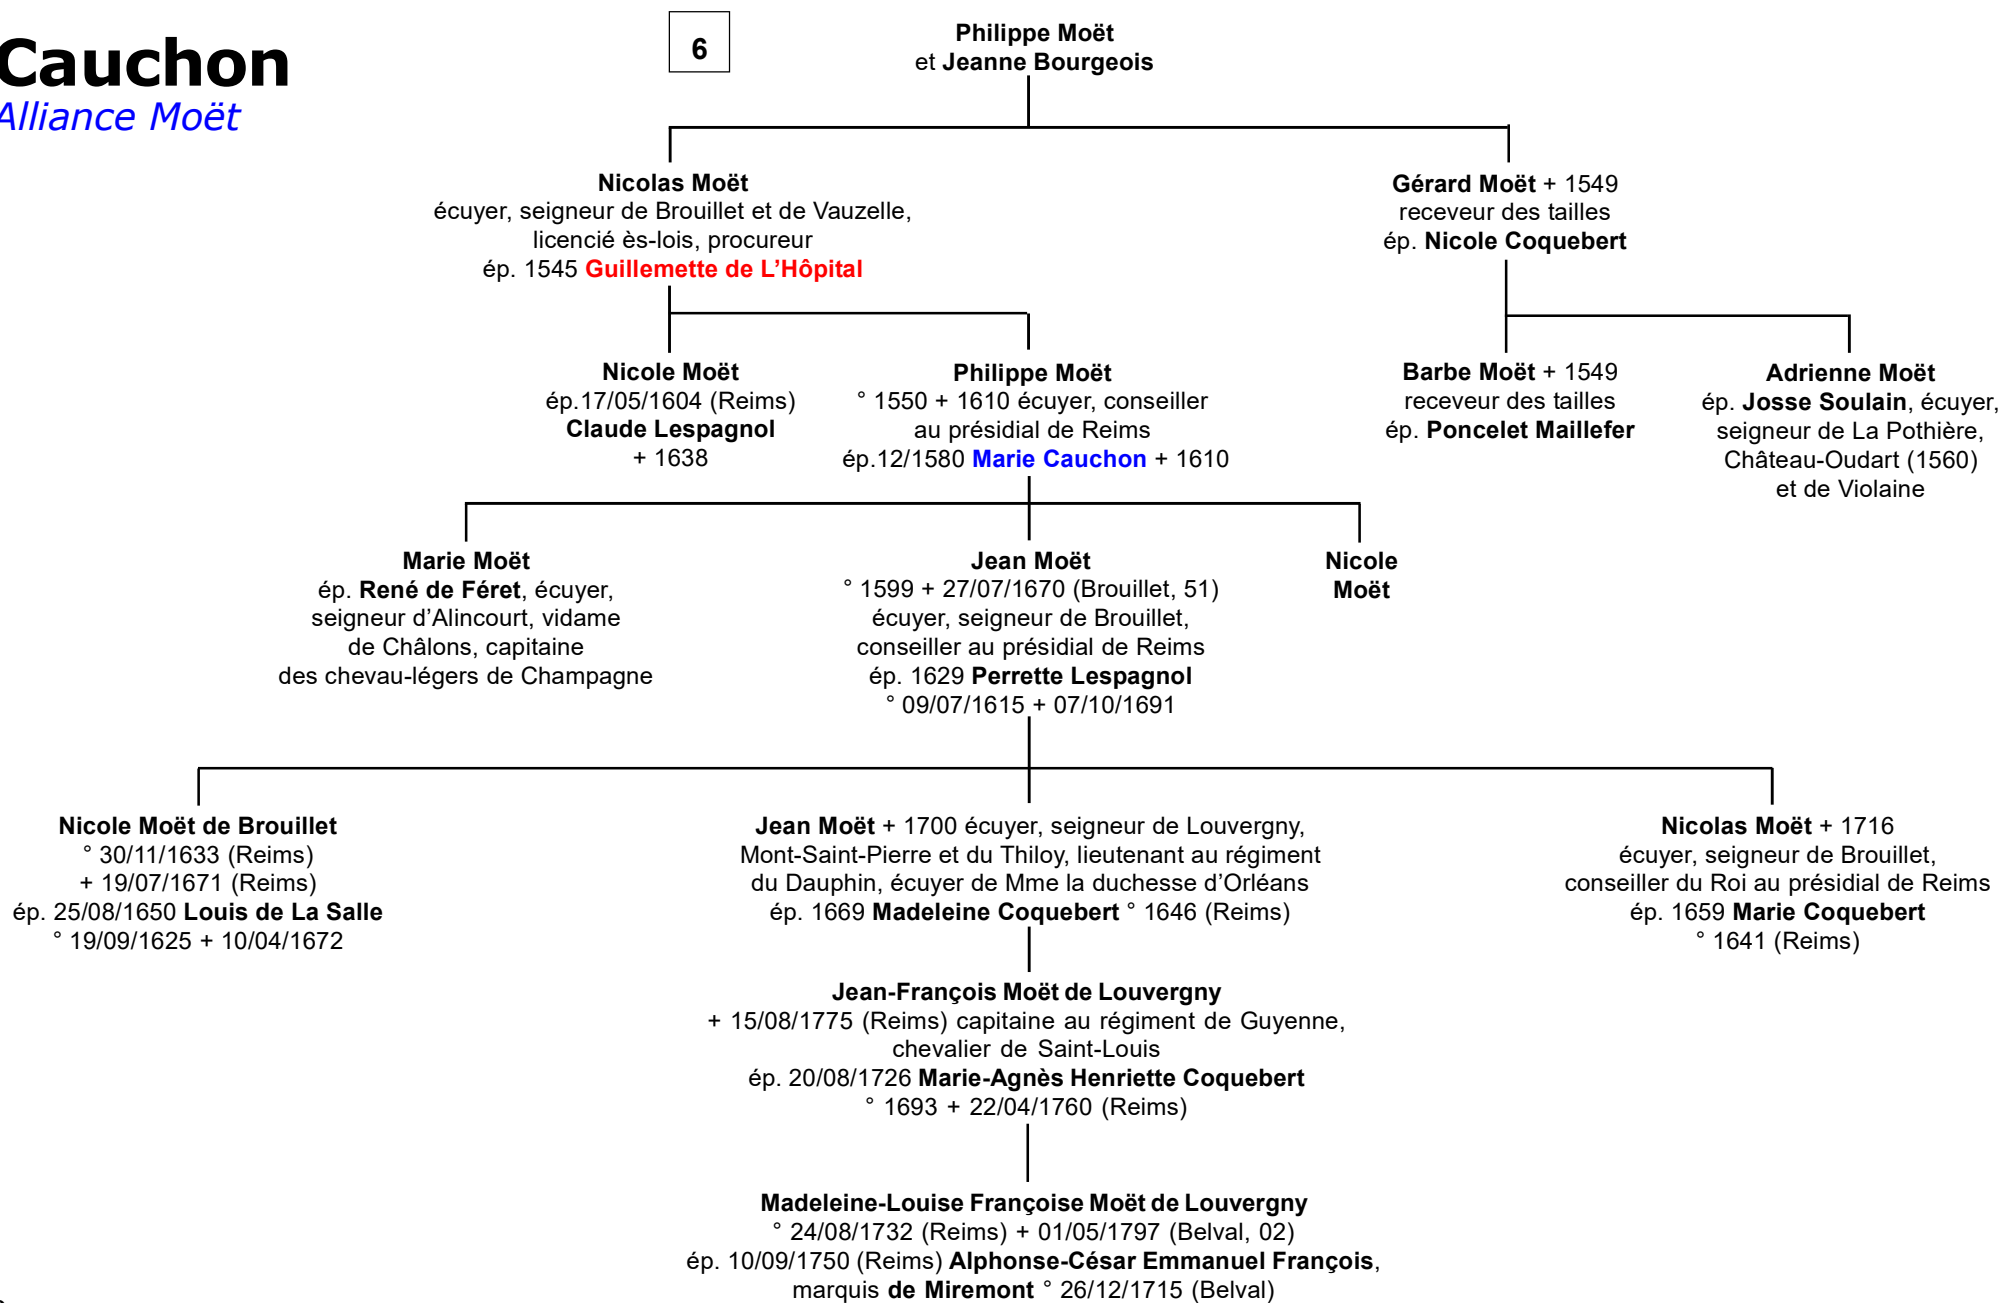 Cauchon
Alliance Moët
6
Philippe Moët
et Jeanne Bourgeois
Nicolas Moët
écuyer, seigneur de Brouillet et de Vauzelle,
licencié ès-lois, procureur
ép. 1545 Guillemette de L’Hôpital
Gérard Moët + 1549
receveur des tailles
ép. Nicole Coquebert
Nicole Moët
ép.17/05/1604 (Reims)
Claude Lespagnol
+ 1638
Philippe Moët
° 1550 + 1610 écuyer, conseiller
au présidial de Reims
ép.12/1580 Marie Cauchon + 1610
Barbe Moët + 1549
receveur des tailles
ép. Poncelet Maillefer
Adrienne Moët
ép. Josse Soulain, écuyer,
seigneur de La Pothière,
Château-Oudart (1560)
et de Violaine
Marie Moët
ép. René de Féret, écuyer,
seigneur d’Alincourt, vidame
de Châlons, capitaine
des chevau-légers de Champagne
Jean Moët
° 1599 + 27/07/1670 (Brouillet, 51)
écuyer, seigneur de Brouillet,
conseiller au présidial de Reims
ép. 1629 Perrette Lespagnol
° 09/07/1615 + 07/10/1691
Nicole
Moët
Nicole Moët de Brouillet
° 30/11/1633 (Reims)
+ 19/07/1671 (Reims)
ép. 25/08/1650 Louis de La Salle
° 19/09/1625 + 10/04/1672
Jean Moët + 1700 écuyer, seigneur de Louvergny,
Mont-Saint-Pierre et du Thiloy, lieutenant au régiment
du Dauphin, écuyer de Mme la duchesse d’Orléans
ép. 1669 Madeleine Coquebert ° 1646 (Reims)
Nicolas Moët + 1716
écuyer, seigneur de Brouillet,
conseiller du Roi au présidial de Reims
ép. 1659 Marie Coquebert
° 1641 (Reims)
Jean-François Moët de Louvergny
+ 15/08/1775 (Reims) capitaine au régiment de Guyenne,
chevalier de Saint-Louis
ép. 20/08/1726 Marie-Agnès Henriette Coquebert
° 1693 + 22/04/1760 (Reims)
Madeleine-Louise Françoise Moët de Louvergny
° 24/08/1732 (Reims) + 01/05/1797 (Belval, 02)
ép. 10/09/1750 (Reims) Alphonse-César Emmanuel François,
marquis de Miremont ° 26/12/1715 (Belval)